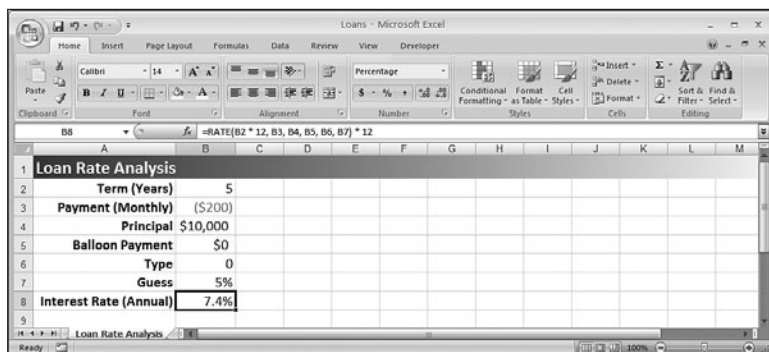 Loans - Microsoft Excel
Home Insert Page Layout Formulas Data Review View Developer
Calibri 14 A A Percentage Insert Σ
Paste B I U A $ % , Conditional Formatting Format as Table Cell Styles Delete Format Sort & Filter Find & Select
Clipboard Font Alignment Number Styles Cells Editing
B8 fx =RATE(B2 * 12, B3, B4, B5, B6, B7) * 12
A B C D E F G H I J K L M
1 Loan Rate Analysis
2 Term (Years) 5
3 Payment (Monthly) ($200)
4 Principal $10,000
5 Balloon Payment $0
6 Type 0
7 Guess 5%
8 Interest Rate (Annual) 7.4%
9
Loan Rate Analysis
Ready 100%